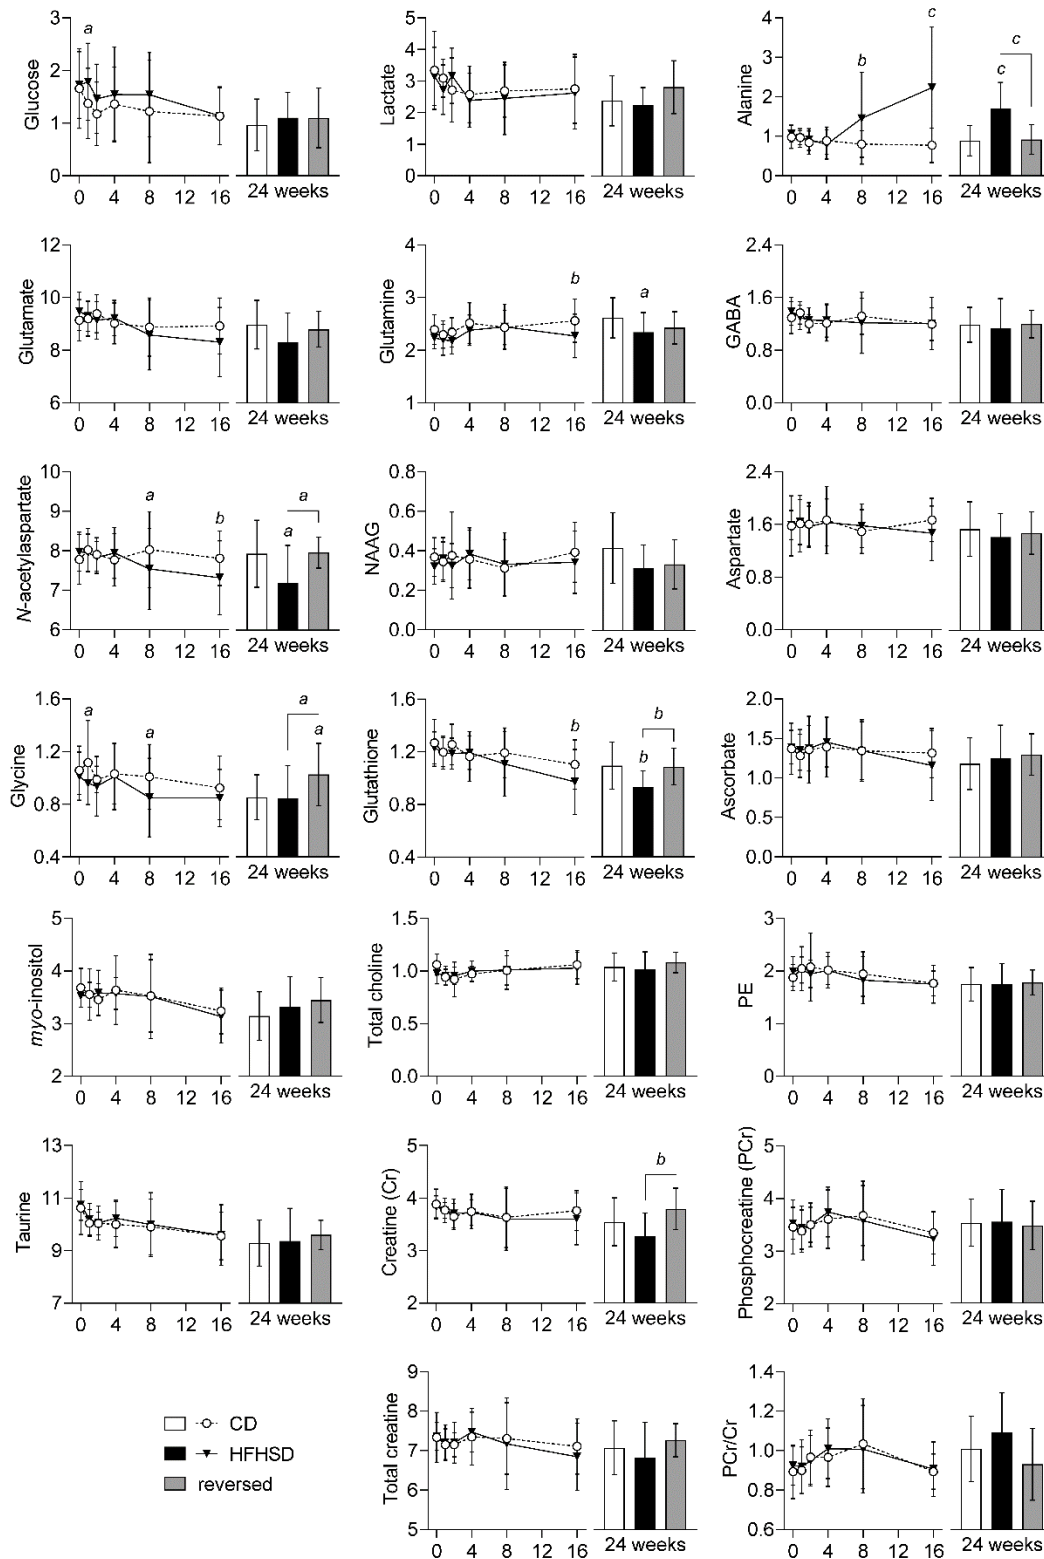 Glucose
3
2
1
0
a
0 4 8 12 16
24 weeks
Lactate
5
4
3
2
1
0
0 4 8 12 16
24 weeks
Alanine
4
3
2
1
0
b
c
c
c
0 4 8 12 16
24 weeks
Glutamate
12
10
8
6
0 4 8 12 16
24 weeks
Glutamine
4
3
2
1
b
a
0 4 8 12 16
24 weeks
GABA
2.4
1.6
0.8
0.0
0 4 8 12 16
24 weeks
N-acetylaspartate
10
9
8
7
6
a
b
a
a
0 4 8 12 16
24 weeks
NAAG
0.8
0.6
0.4
0.2
0.0
0 4 8 12 16
24 weeks
Aspartate
2.4
1.6
0.8
0.0
0 4 8 12 16
24 weeks
Glycine
1.6
1.2
0.8
0.4
a
a
a
a
0 4 8 12 16
24 weeks
Glutathione
1.6
1.2
0.8
0.4
b
b
b
0 4 8 12 16
24 weeks
Ascorbate
2.0
1.5
1.0
0.5
0.0
0 4 8 12 16
24 weeks
myo-inositol
5
4
3
2
0 4 8 12 16
24 weeks
Total choline
1.5
1.0
0.5
0.0
0 4 8 12 16
24 weeks
PE
3
2
1
0
0 4 8 12 16
24 weeks
Taurine
13
11
9
7
0 4 8 12 16
24 weeks
Creatine (Cr)
5
4
3
2
b
0 4 8 12 16
24 weeks
Phosphocreatine (PCr)
5
4
3
2
0 4 8 12 16
24 weeks
CD
HFHSD
reversed
Total creatine
9
8
7
6
5
0 4 8 12 16
24 weeks
PCr/Cr
1.4
1.2
1.0
0.8
0.6
0 4 8 12 16
24 weeks